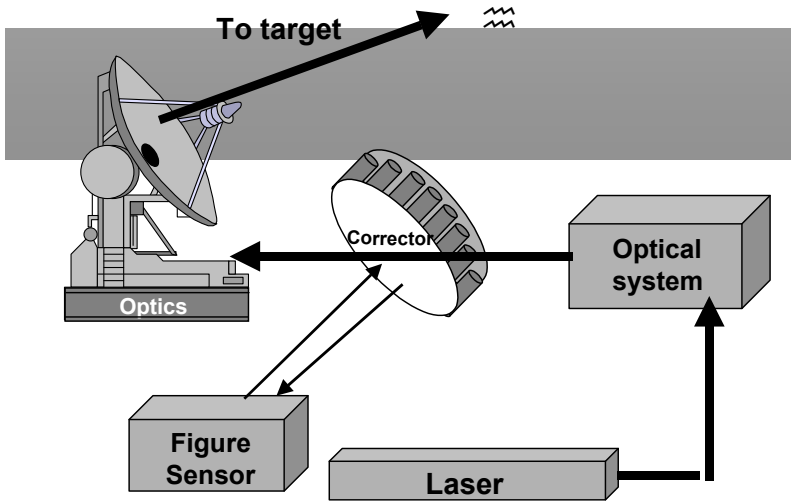 To target
Corrector
Optical
system
Optics
Figure
Sensor
Laser